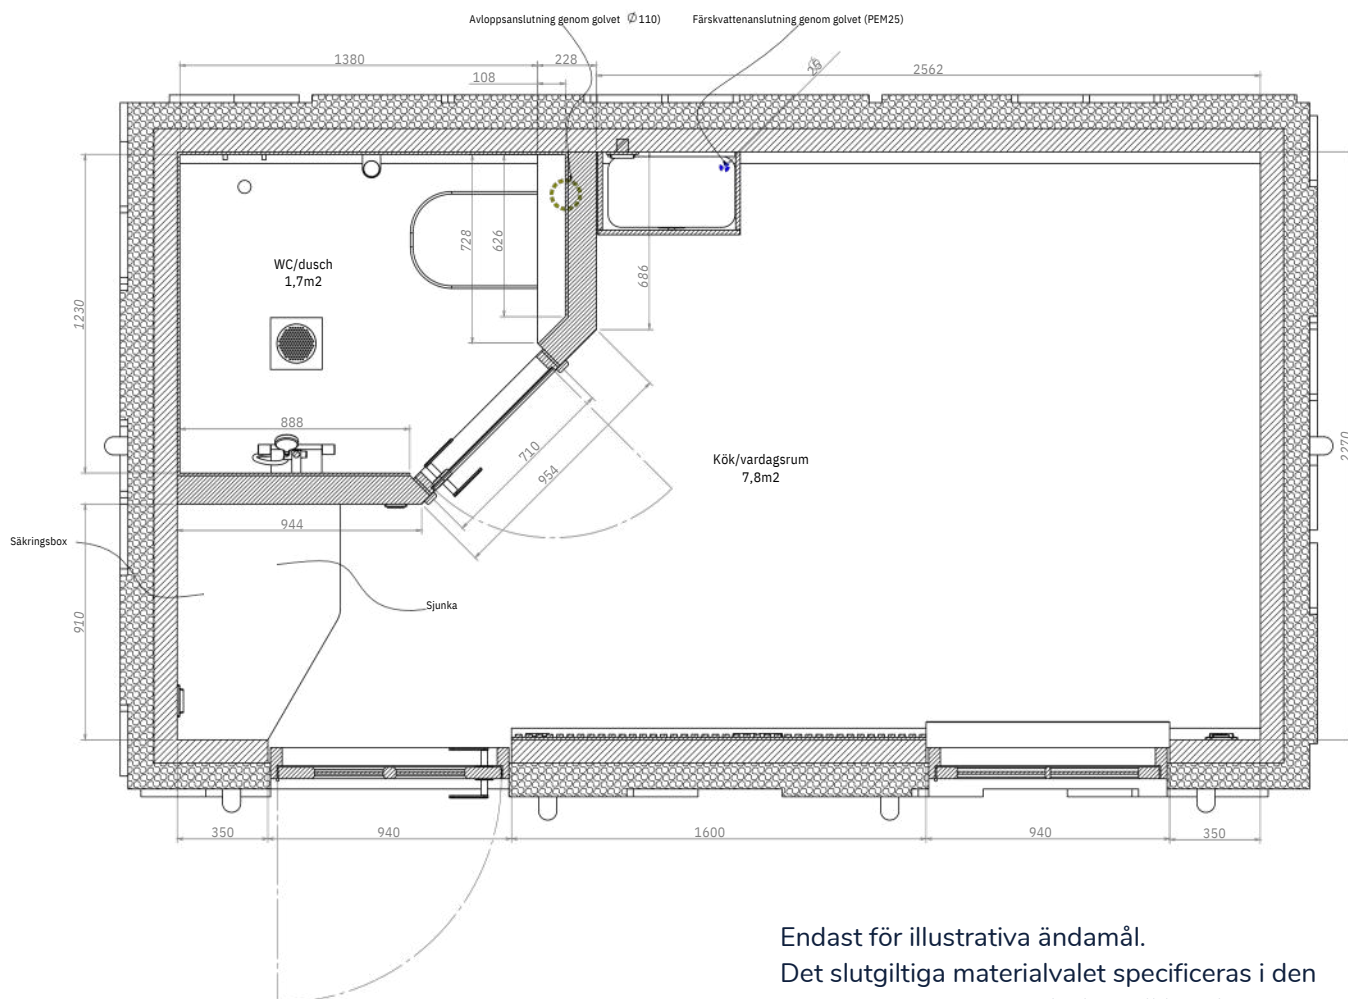 Avloppsanslutning genom golvet ∅110)
Färskvattenanslutning genom golvet (PEM25)
1380
228
108
2562
728
626
686
WC/dusch
1,7m2
1230
888
710
954
Kök/vardagsrum
7,8m2
2270
944
Säkringsbox
Sjunka
910
350
940
1600
940
350
Endast för illustrativa ändamål.
Det slutgiltiga materialvalet specificeras i den